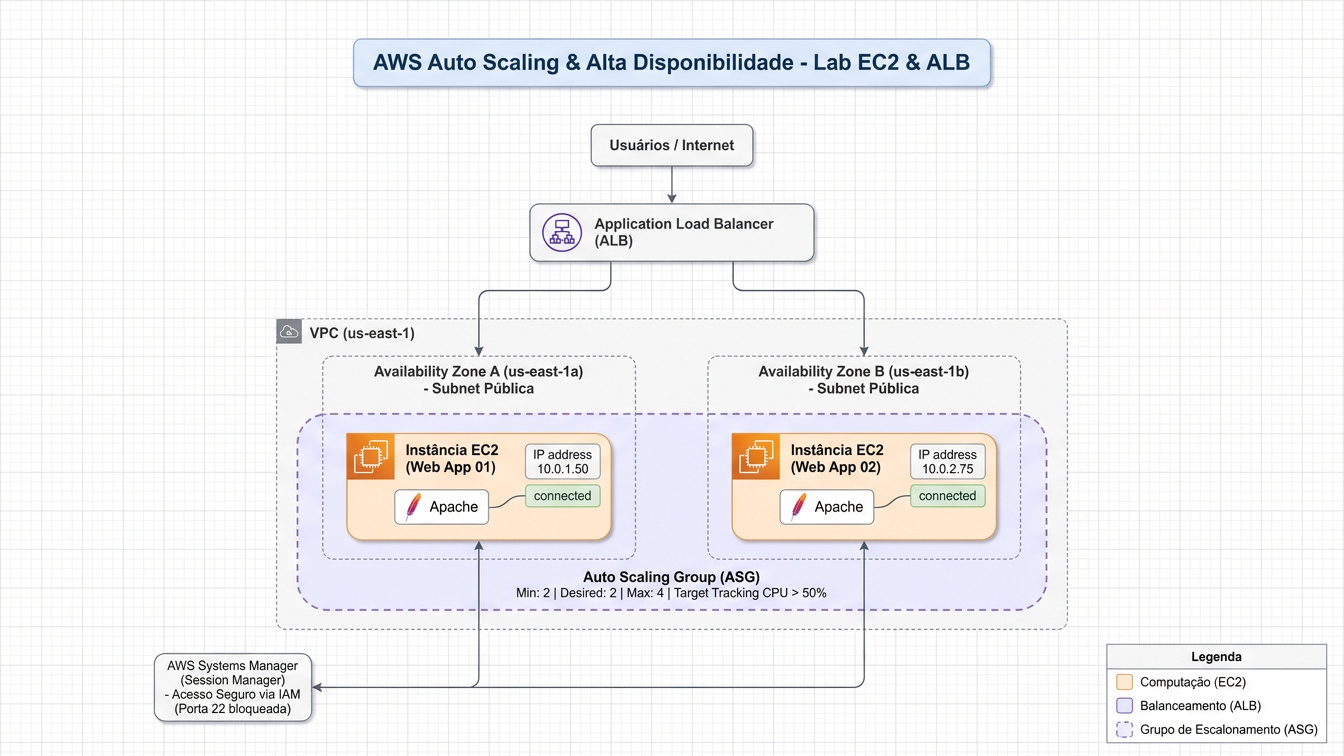 AWS Auto Scaling & Alta Disponibilidade - Lab EC2 & ALB
Usuários / Internet
Application Load Balancer
(ALB)
VPC (us-east-1)
Availability Zone A (us-east-1a)
- Subnet Pública
Availability Zone B (us-east-1b)
- Subnet Pública
Instância EC2
(Web App 01)
IP address
10.0.1.50
Apache
connected
Instância EC2
(Web App 02)
IP address
10.0.2.75
Apache
connected
Auto Scaling Group (ASG)
Min: 2 | Desired: 2 | Max: 4 | Target Tracking CPU > 50%
AWS Systems Manager
(Session Manager)
- Acesso Seguro via IAM
(Porta 22 bloqueada)
Legenda
Computação (EC2)
Balanceamento (ALB)
Grupo de Escalonamento (ASG)